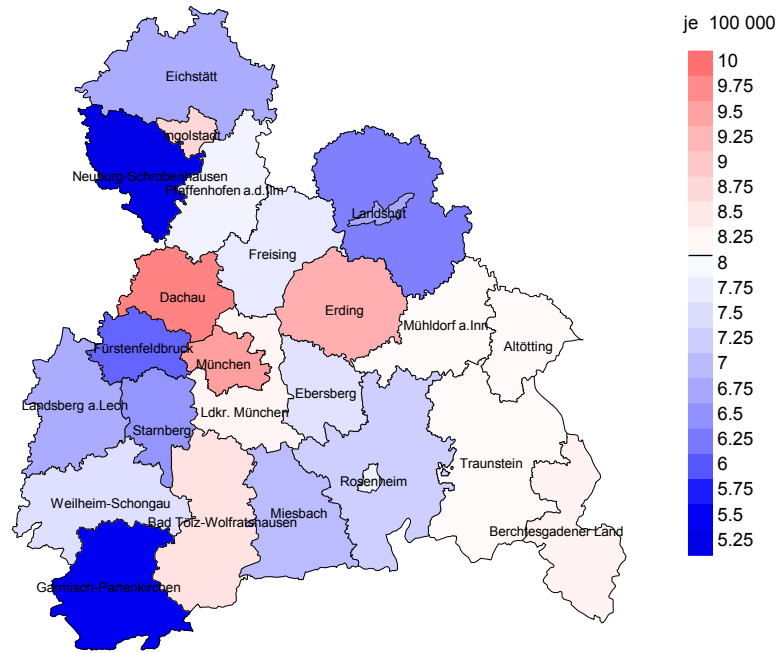 je 100 000
10
9.75
9.5
9.25
9
8.75
8.5
8.25
8
7.75
7.5
7.25
7
6.75
6.5
6.25
6
5.75
5.5
5.25
Eichstätt
Ingolstadt
Neuburg-Schrobenhausen
Pfaffenhofen a.d.Ilm
Landshut
Freising
Dachau
Erding
Mühldorf a.Inn
Altötting
Fürstenfeldbruck
München
Ebersberg
Landsberg a.Lech
Ldkr. München
Starnberg
Traunstein
Rosenheim
Weilheim-Schongau
Miesbach
Bad Tölz-Wolfratshausen
Berchtesgadener Land
Garmisch-Partenkirchen